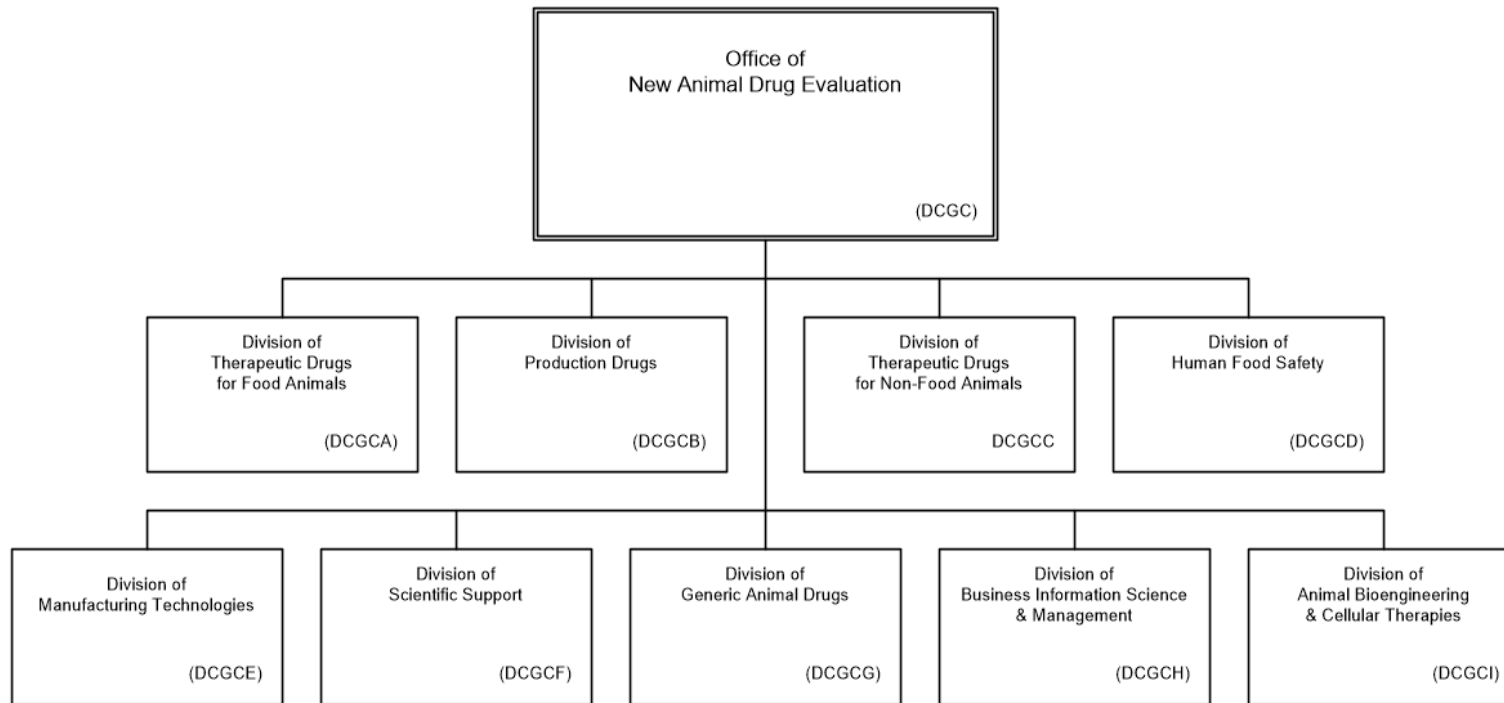 Office of
New Animal Drug Evaluation
(DCGC)
Division of
Therapeutic Drugs
for Food Animals
(DCGCA)
Division of
Production Drugs
(DCGCB)
Division of
Therapeutic Drugs
for Non-Food Animals
DCGCC
Division of
Human Food Safety
(DCGCD)
Division of
Manufacturing Technologies
(DCGCE)
Division of
Scientific Support
(DCGCF)
Division of
Generic Animal Drugs
(DCGCG)
Division of
Business Information Science
& Management
(DCGCH)
Division of
Animal Bioengineering
& Cellular Therapies
(DCGCI)